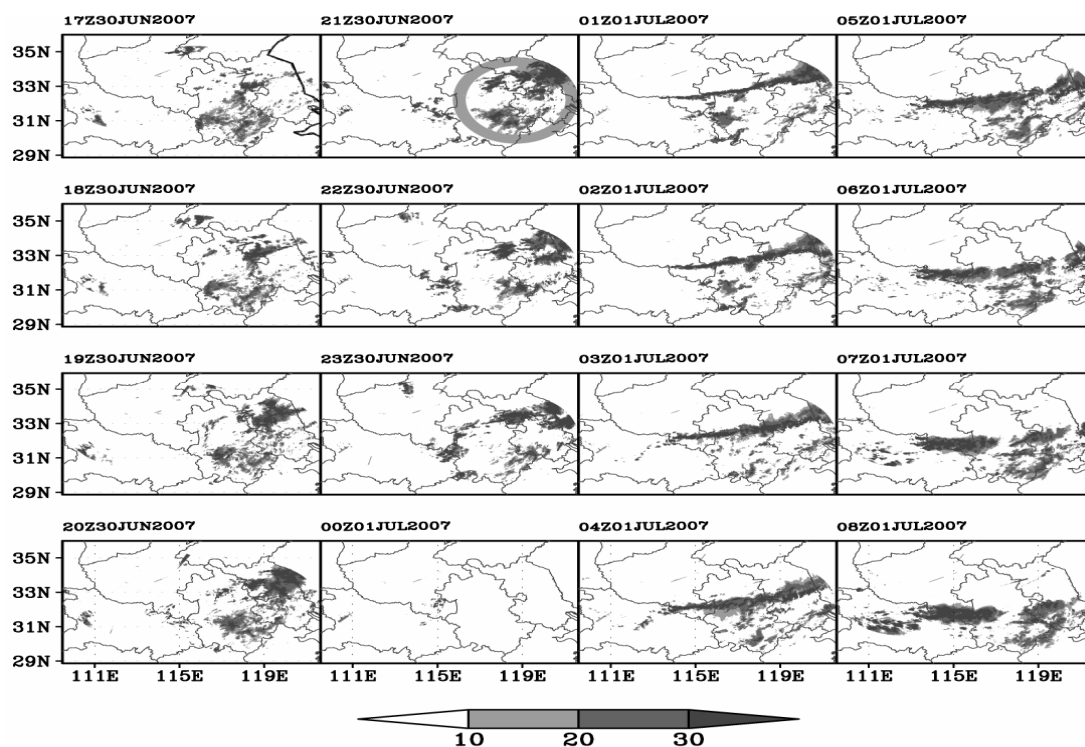 17Z30JUN2007 21Z30JUN2007 01Z01JUL2007 05Z01JUL2007
35N
33N
31N
29N
18Z30JUN2007 22Z30JUN2007 02Z01JUL2007 06Z01JUL2007
35N
33N
31N
29N
19Z30JUN2007 23Z30JUN2007 03Z01JUL2007 07Z01JUL2007
35N
33N
31N
29N
20Z30JUN2007 00Z01JUL2007 04Z01JUL2007 08Z01JUL2007
35N
33N
31N
29N
111E 115E 119E 111E 115E 119E 111E 115E 119E 111E 115E 119E
10 20 30